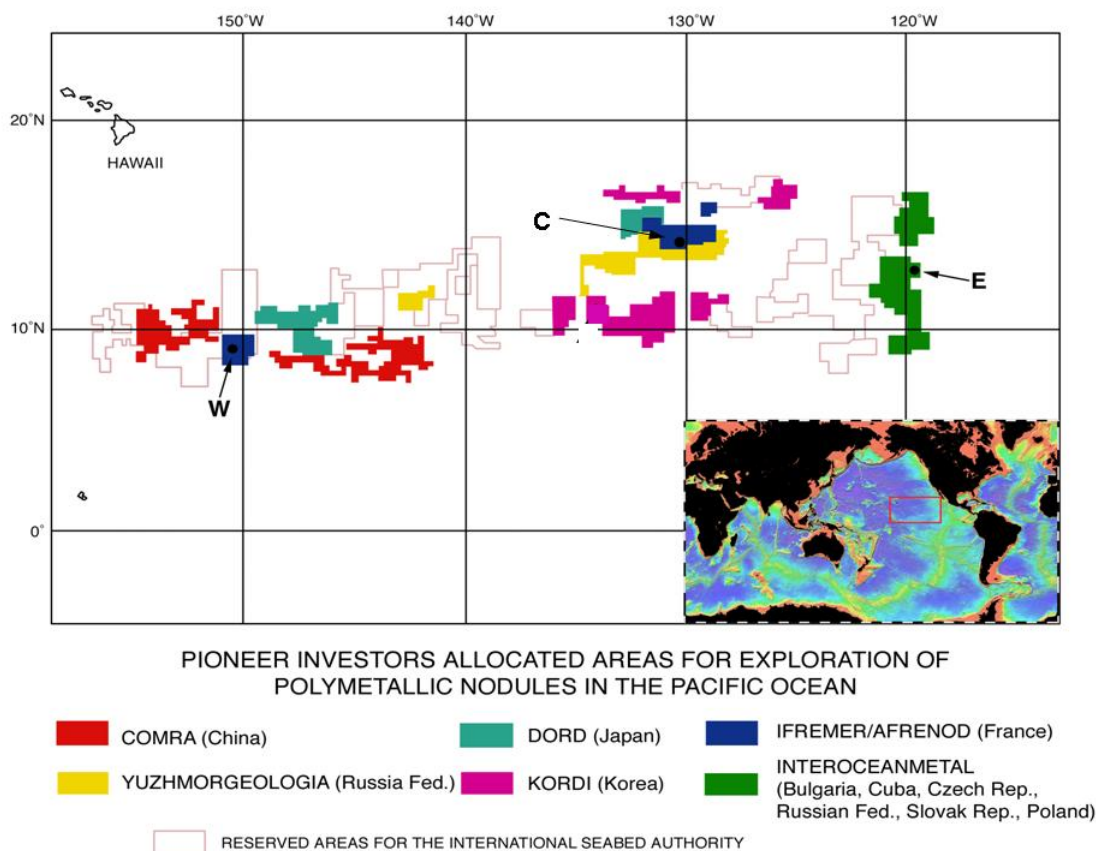 150°W 140°W 130°W 120°W
20°N
HAWAII
C
E
10°N
W
0°
PIONEER INVESTORS ALLOCATED AREAS FOR EXPLORATION OF
POLYMETALLIC NODULES IN THE PACIFIC OCEAN
COMRA (China)
DORD (Japan)
IFREMER/AFRENOD (France)
YUZHMORGEOLOGIA (Russia Fed.)
KORDI (Korea)
INTEROCEANMETAL
(Bulgaria, Cuba, Czech Rep.,
Russian Fed., Slovak Rep., Poland)
RESERVED AREAS FOR THE INTERNATIONAL SEABED AUTHORITY